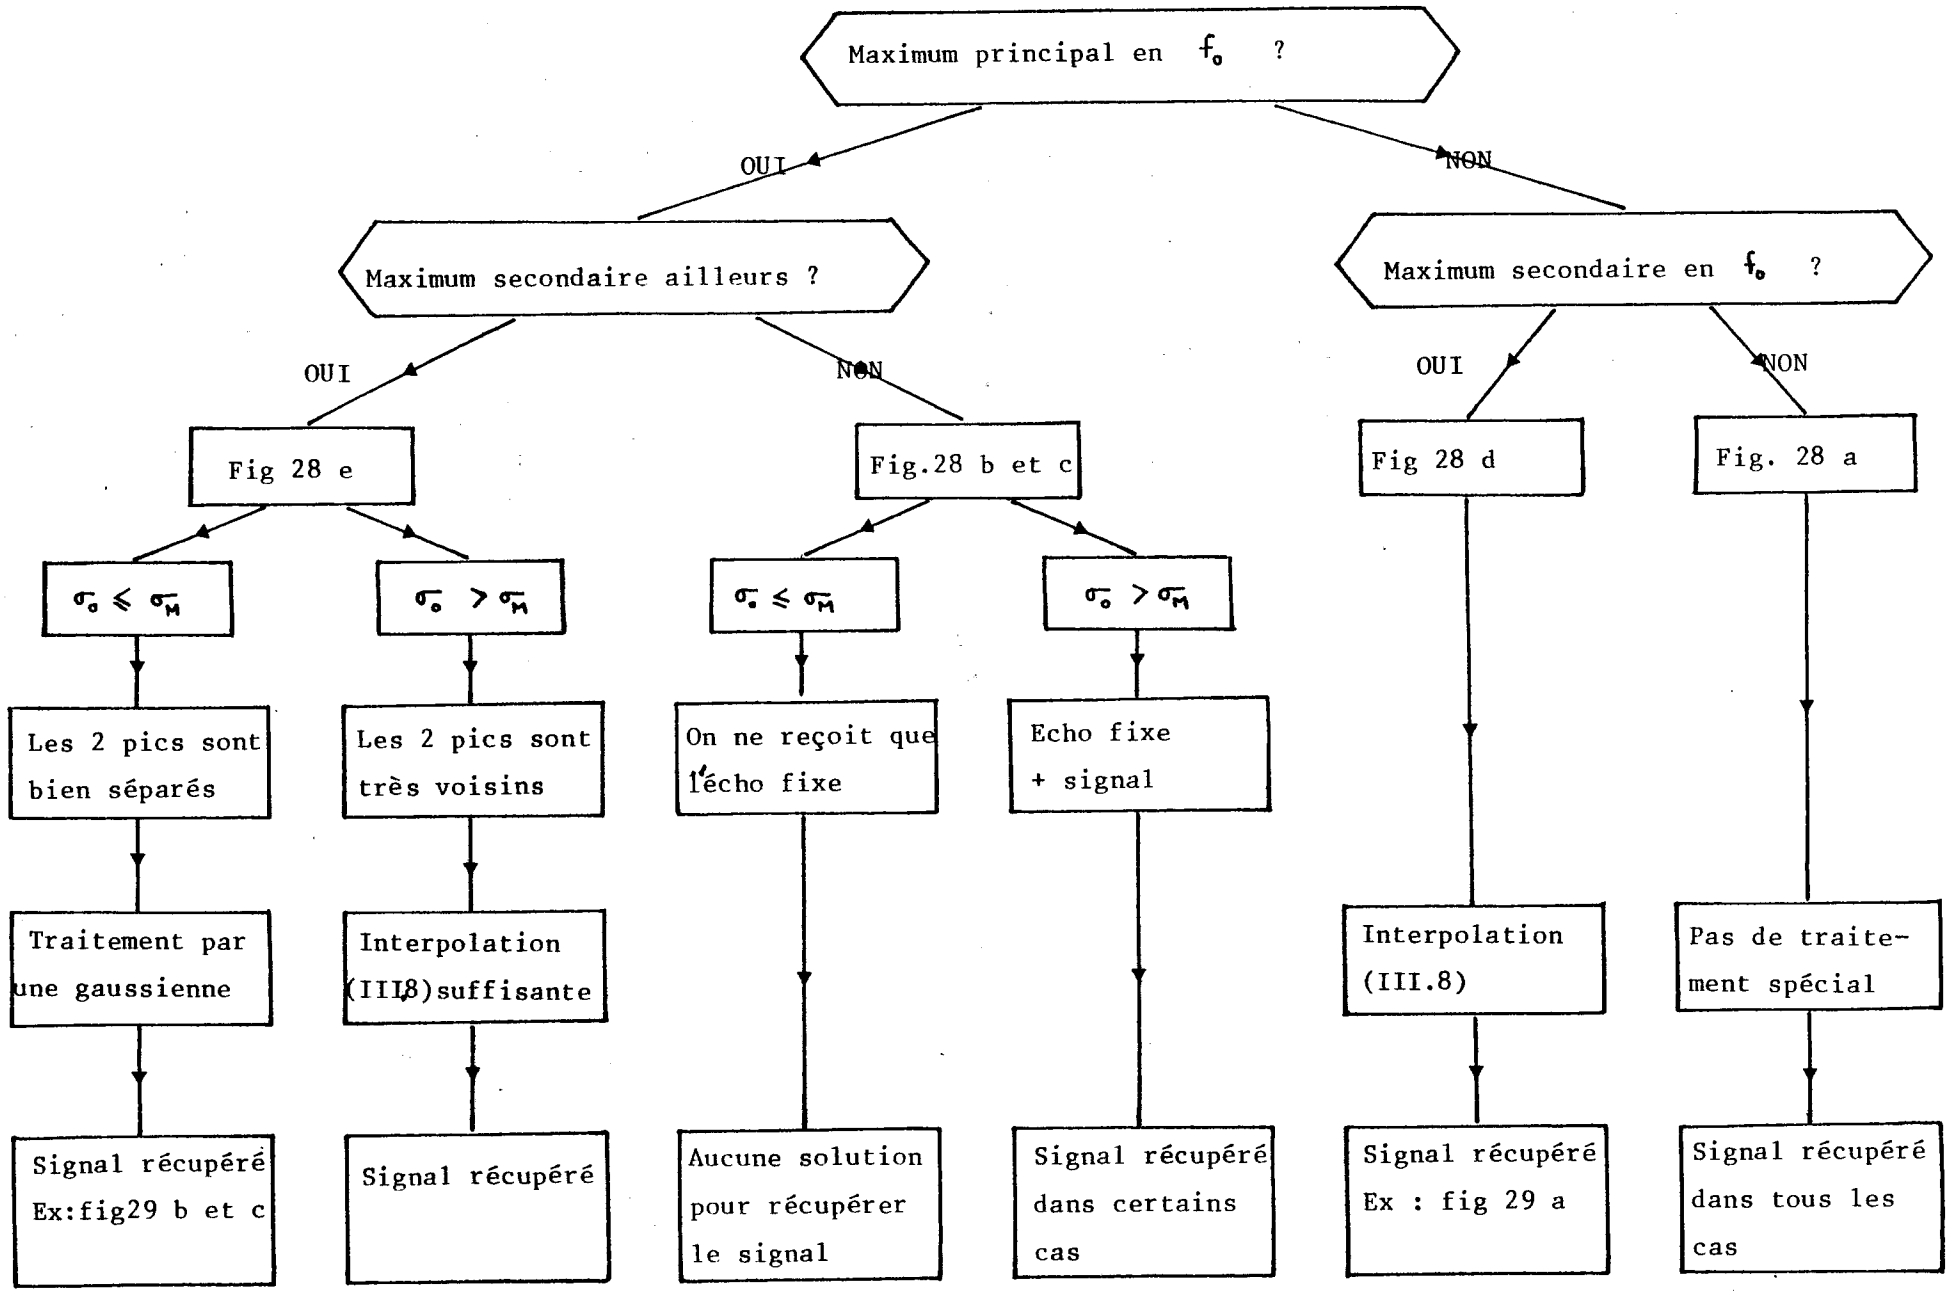 Maximum principal en f₀ ?
OUI
NON
Maximum secondaire ailleurs ?
Maximum secondaire en f₀ ?
OUI
NON
OUI
NON
Fig 28 e
Fig.28 b et c
Fig 28 d
Fig. 28 a
σ₀ ⩽ σM
σ₀ > σM
σ₀ ⩽ σM
σ₀ > σM
Les 2 pics sont
bien séparés
Les 2 pics sont
très voisins
On ne reçoit que
l'écho fixe
Echo fixe
+ signal
Traitement par
une gaussienne
Interpolation
(III.8)suffisante
Interpolation
(III.8)
Pas de traite-
ment spécial
Signal récupéré
Ex:fig29 b et c
Signal récupéré
Aucune solution
pour récupérer
le signal
Signal récupéré
dans certains
cas
Signal récupéré
Ex : fig 29 a
Signal récupéré
dans tous les
cas